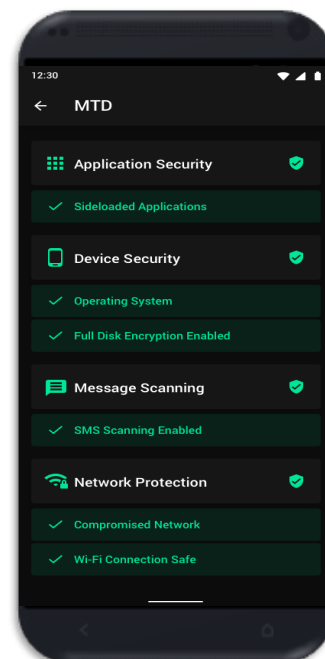 12:30
MTD
Application Security
Sideloaded Applications
Device Security
Operating System
Full Disk Encryption Enabled
Message Scanning
SMS Scanning Enabled
Network Protection
Compromised Network
Wi-Fi Connection Safe